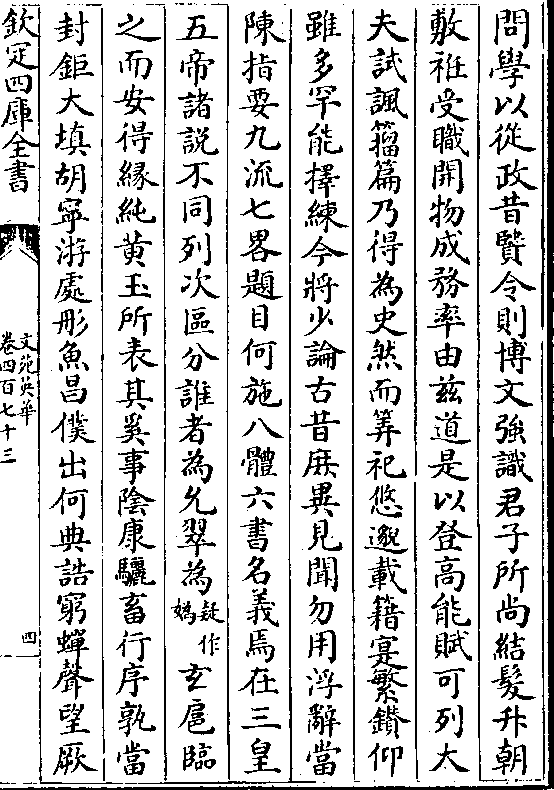 問學以從政昔賢令則博文強識君子所尚結髪升朝
敷袵受職開物成務率由兹道是以登高能賦可列大
夫試諷籀篇乃得為史然而筭祀悠邈載籍寔繁鑚仰
雖多罕能擇練今將少論古昔庶異見聞勿用浮辭當
陳指要九流七畧題目何施八體六書名義焉在三皇
五帝諸說不同列次區分誰者為允翠為疑作媯玄扈臨
之而安得緣純黄玉所表其奚事陰康驪畜行序孰當
封鉅大填胡寧游處彤魚昌僕出何典誥窮蟬聲望厥
欽定四庫全書
文苑英華
卷四百七十三
四